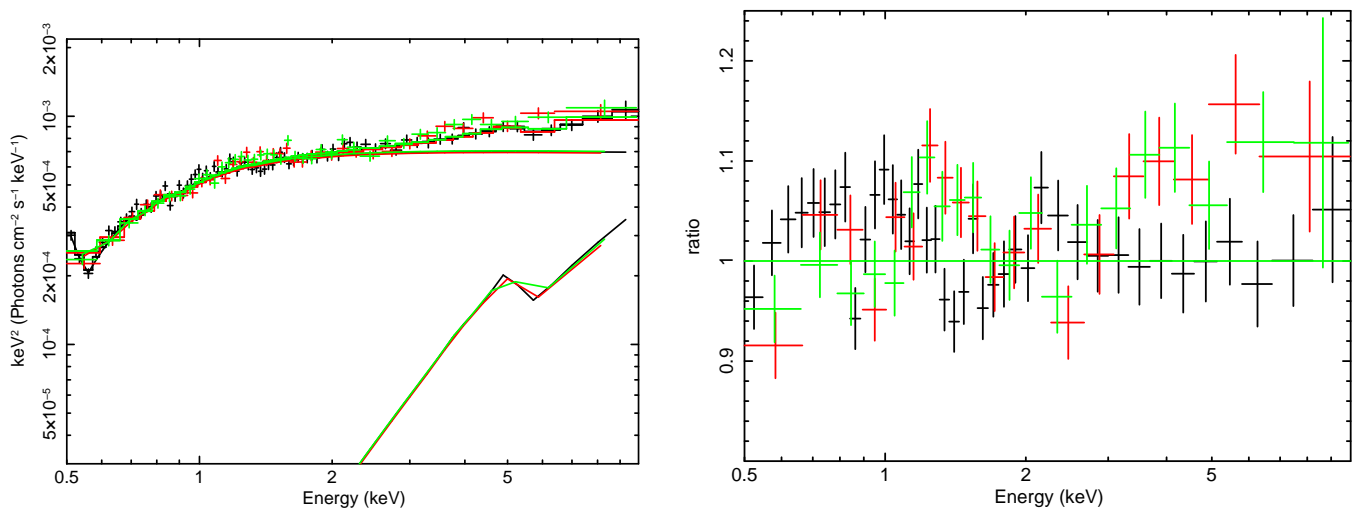 keV² (Photons cm⁻² s⁻¹ keV⁻¹)
2×10⁻³
10⁻³
5×10⁻⁴
2×10⁻⁴
10⁻⁴
5×10⁻⁵
0.5 1 2 5
Energy (keV)
ratio
1.2
1.1
1
0.9
0.5 1 2 5
Energy (keV)